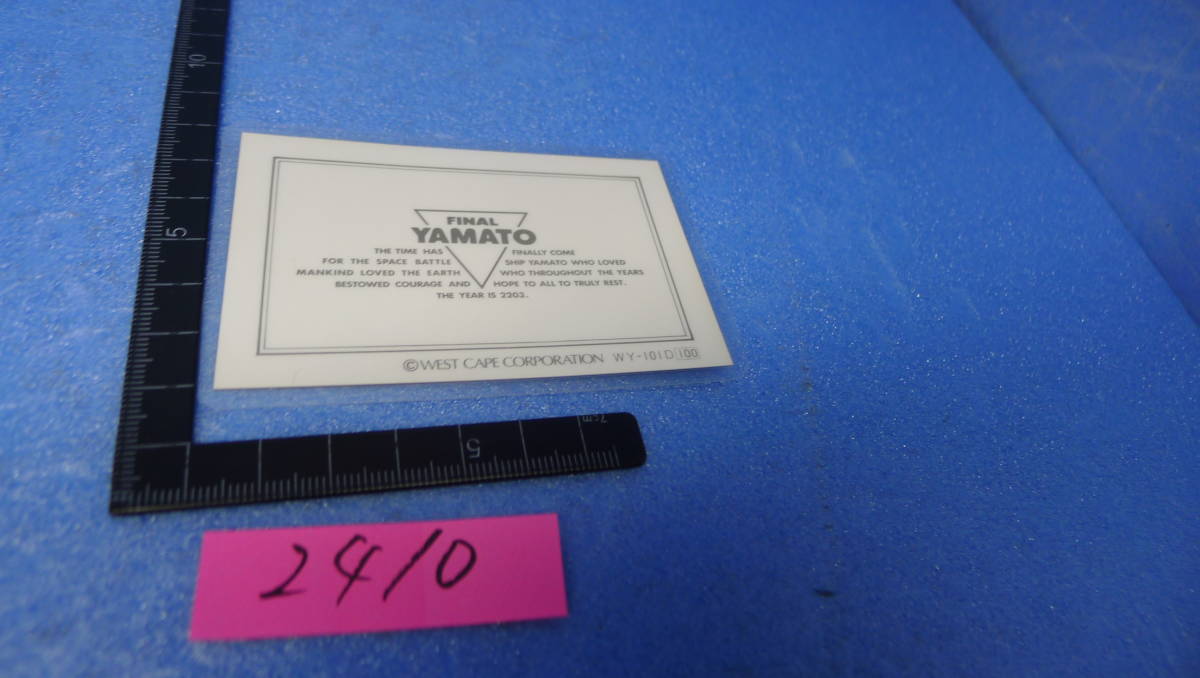 10
5
FINAL
YAMATO
THE TIME HAS FINALLY COME
FOR THE SPACE BATTLE SHIP YAMATO WHO LOVED
MANKIND LOVED THE EARTH WHO THROUGHOUT THE YEARS
BESTOWED COURAGE AND HOPE TO ALL TO TRULY REST.
THE YEAR IS 2203.
©WEST CAPE CORPORATION WY-101D 100
5 7cm
2410